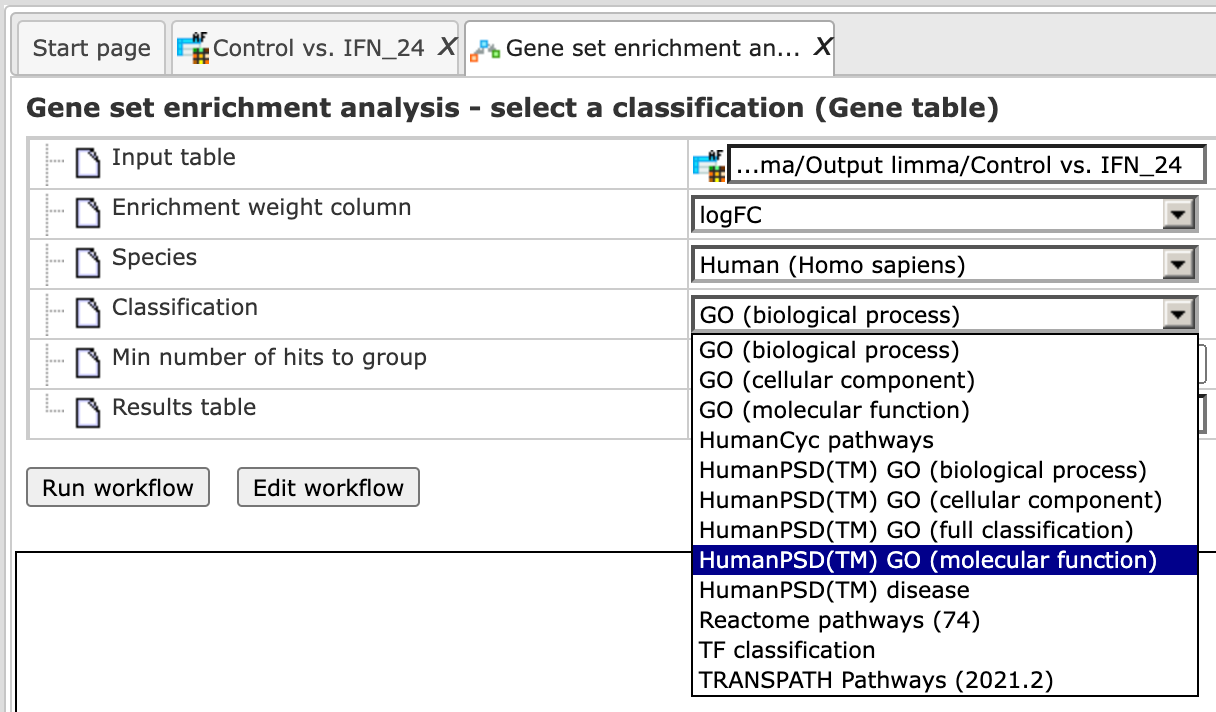 Start page
Control vs. IFN_24 X
Gene set enrichment an... X
Gene set enrichment analysis - select a classification (Gene table)
Input table
...ma/Output limma/Control vs. IFN_24
Enrichment weight column
logFC
Species
Human (Homo sapiens)
Classification
GO (biological process)
Min number of hits to group
Results table
GO (biological process)
GO (cellular component)
GO (molecular function)
HumanCyc pathways
HumanPSD(TM) GO (biological process)
HumanPSD(TM) GO (cellular component)
HumanPSD(TM) GO (full classification)
HumanPSD(TM) GO (molecular function)
HumanPSD(TM) disease
Reactome pathways (74)
TF classification
TRANSPATH Pathways (2021.2)
Run workflow
Edit workflow